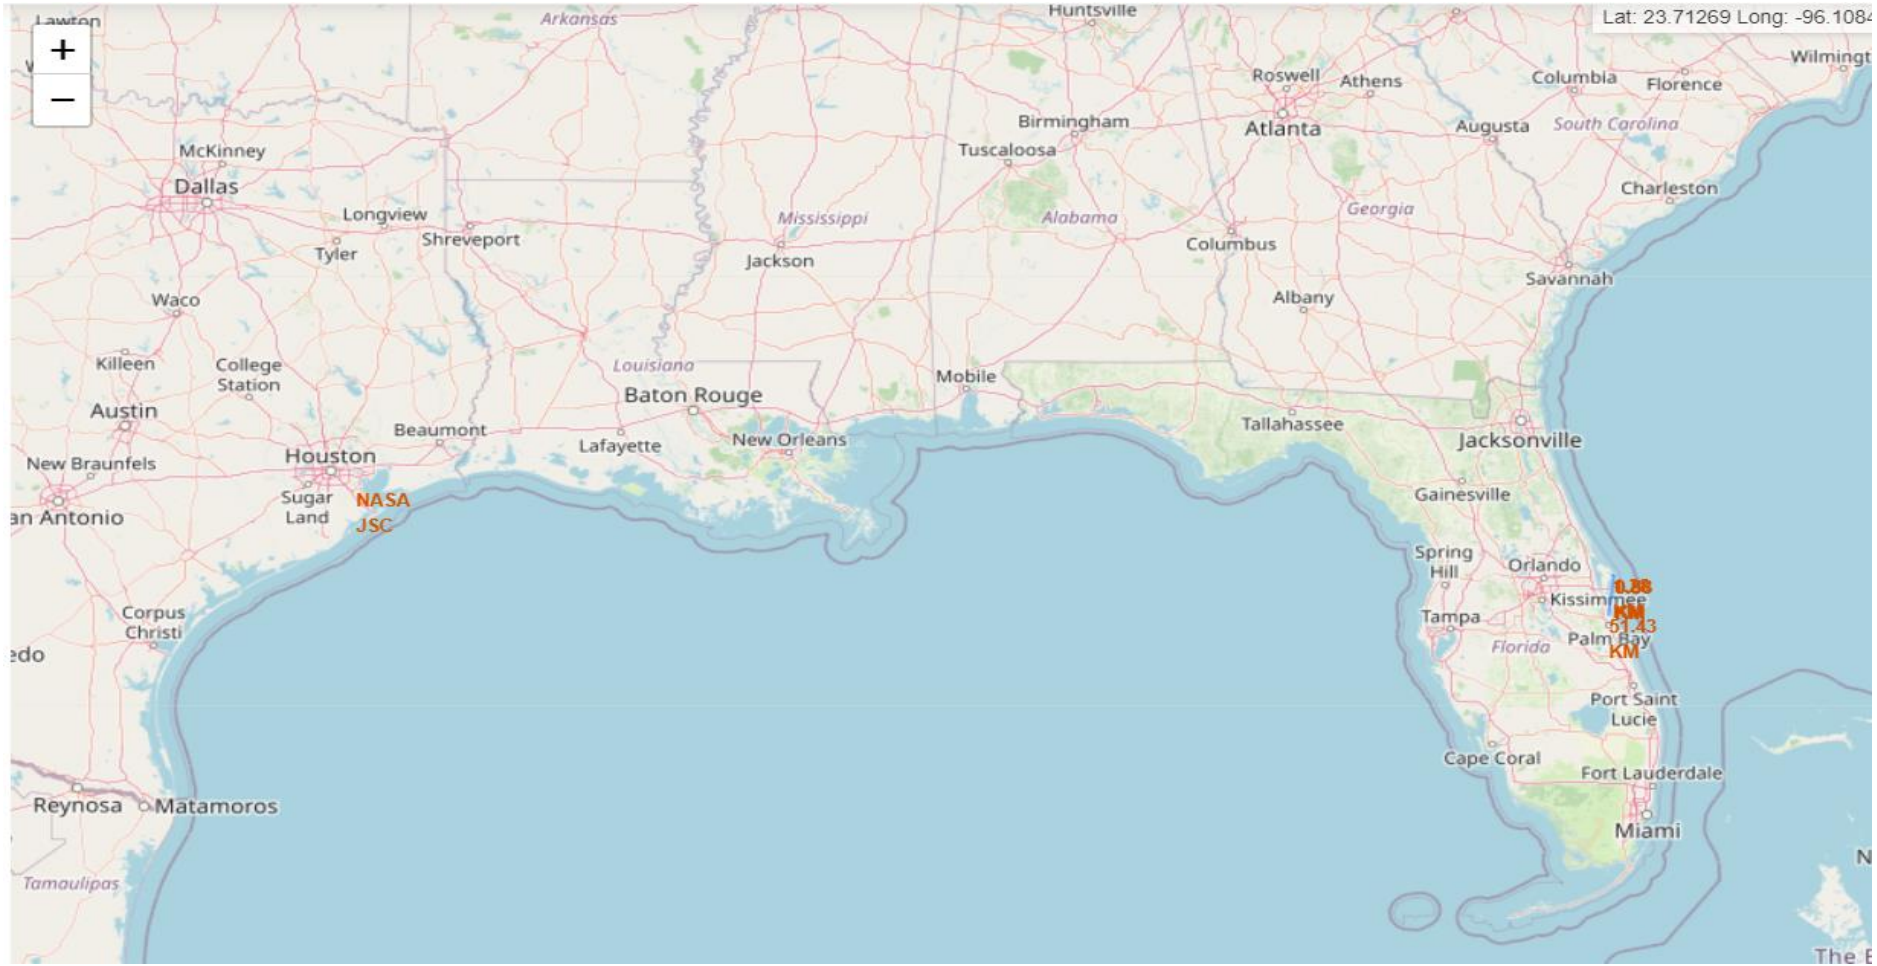 Lawton
Arkansas
Huntsville
Lat: 23.71269 Long: -96.1084
+
−
Wilmingt
Roswell
Athens
Columbia
Florence
Birmingham
Atlanta
Augusta
South Carolina
McKinney
Tuscaloosa
Dallas
Charleston
Longview
Mississippi
Alabama
Georgia
Shreveport
Columbus
Tyler
Jackson
Savannah
Waco
Albany
Killeen
College
Station
Louisiana
Mobile
Baton Rouge
Austin
Beaumont
Lafayette
New Orleans
Tallahassee
Jacksonville
New Braunfels
Houston
Sugar
Land
NASA
JSC
Gainesville
an Antonio
Spring
Hill
Orlando
Kissimmee
KM
Corpus
Christi
Tampa
51.43
KM
Palm Bay
Florida
edo
Port Saint
Lucie
Cape Coral
Fort Lauderdale
Reynosa
Matamoros
Miami
N
Tamaulipas
The B